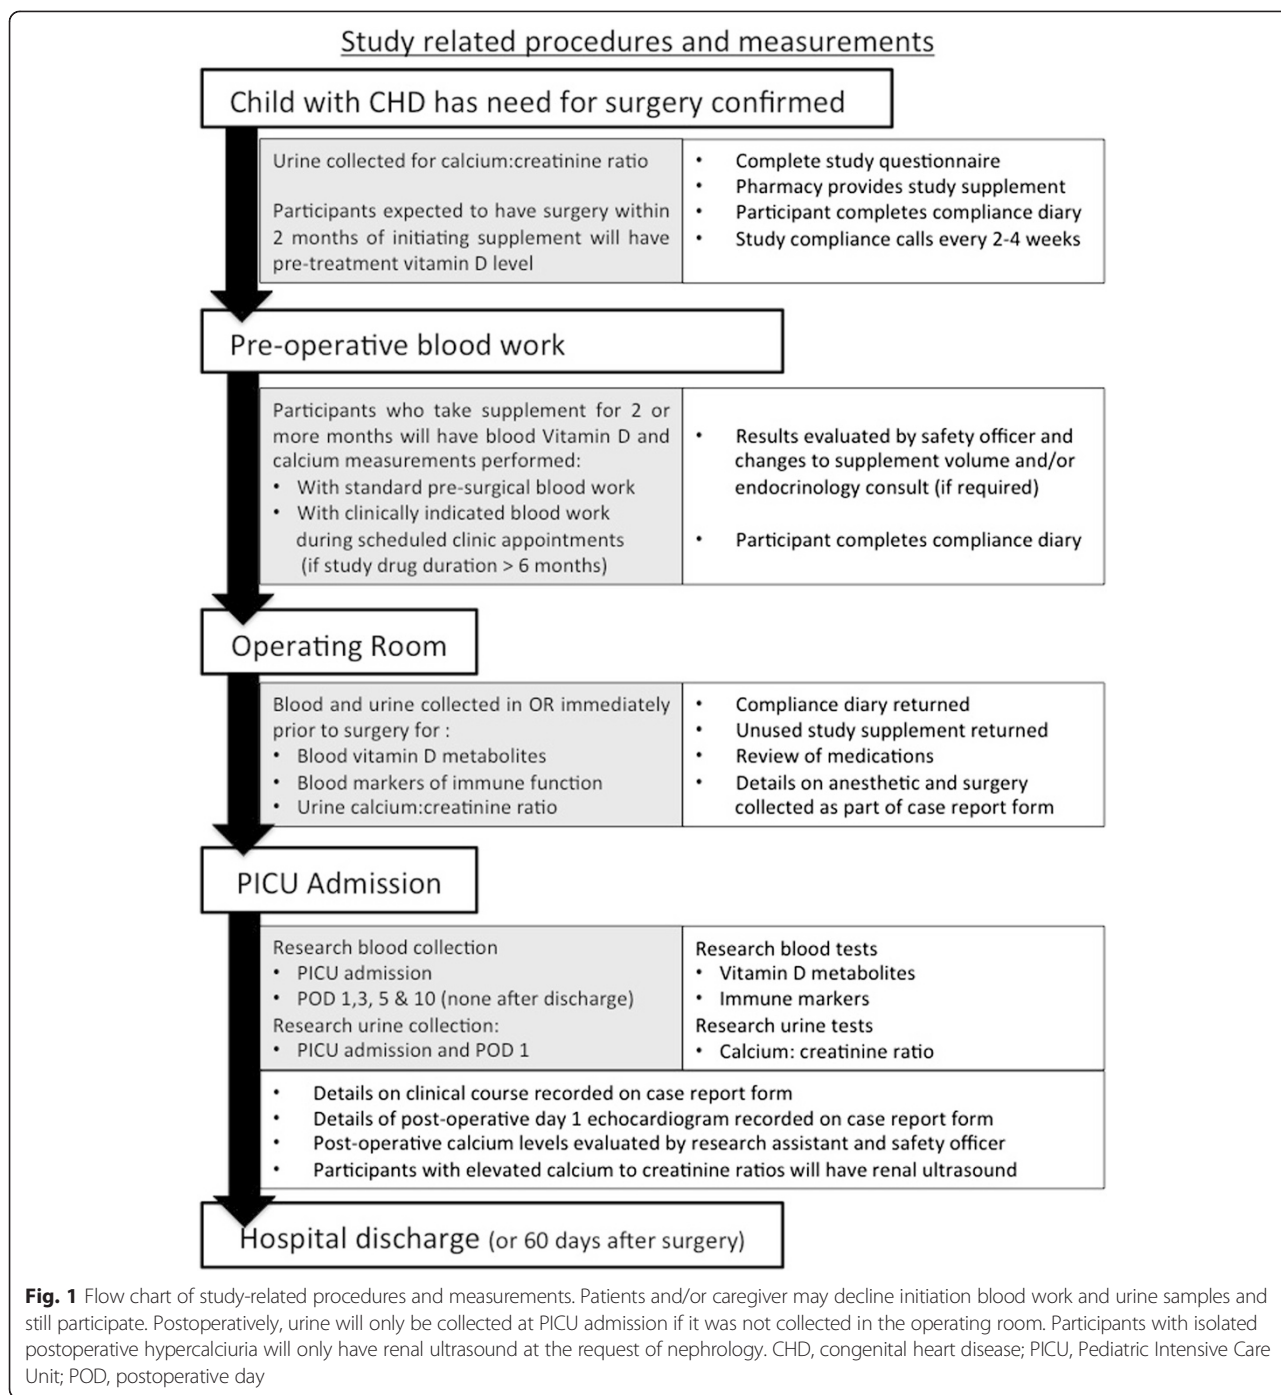 Study related procedures and measurements
Child with CHD has need for surgery confirmed
Urine collected for calcium:creatinine ratio
Participants expected to have surgery within
2 months of initiating supplement will have
pre-treatment vitamin D level
• Complete study questionnaire
• Pharmacy provides study supplement
• Participant completes compliance diary
• Study compliance calls every 2-4 weeks
Pre-operative blood work
Participants who take supplement for 2 or
more months will have blood Vitamin D and
calcium measurements performed:
• With standard pre-surgical blood work
• With clinically indicated blood work
during scheduled clinic appointments
(if study drug duration > 6 months)
• Results evaluated by safety officer and
changes to supplement volume and/or
endocrinology consult (if required)
• Participant completes compliance diary
Operating Room
Blood and urine collected in OR immediately
prior to surgery for :
• Blood vitamin D metabolites
• Blood markers of immune function
• Urine calcium:creatinine ratio
• Compliance diary returned
• Unused study supplement returned
• Review of medications
• Details on anesthetic and surgery
collected as part of case report form
PICU Admission
Research blood collection
• PICU admission
• POD 1,3, 5 & 10 (none after discharge)
Research urine collection:
• PICU admission and POD 1
Research blood tests
• Vitamin D metabolites
• Immune markers
Research urine tests
• Calcium: creatinine ratio
• Details on clinical course recorded on case report form
• Details of post-operative day 1 echocardiogram recorded on case report form
• Post-operative calcium levels evaluated by research assistant and safety officer
• Participants with elevated calcium to creatinine ratios will have renal ultrasound
Hospital discharge (or 60 days after surgery)
Fig. 1 Flow chart of study-related procedures and measurements. Patients and/or caregiver may decline initiation blood work and urine samples and
still participate. Postoperatively, urine will only be collected at PICU admission if it was not collected in the operating room. Participants with isolated
postoperative hypercalciuria will only have renal ultrasound at the request of nephrology. CHD, congenital heart disease; PICU, Pediatric Intensive Care
Unit; POD, postoperative day